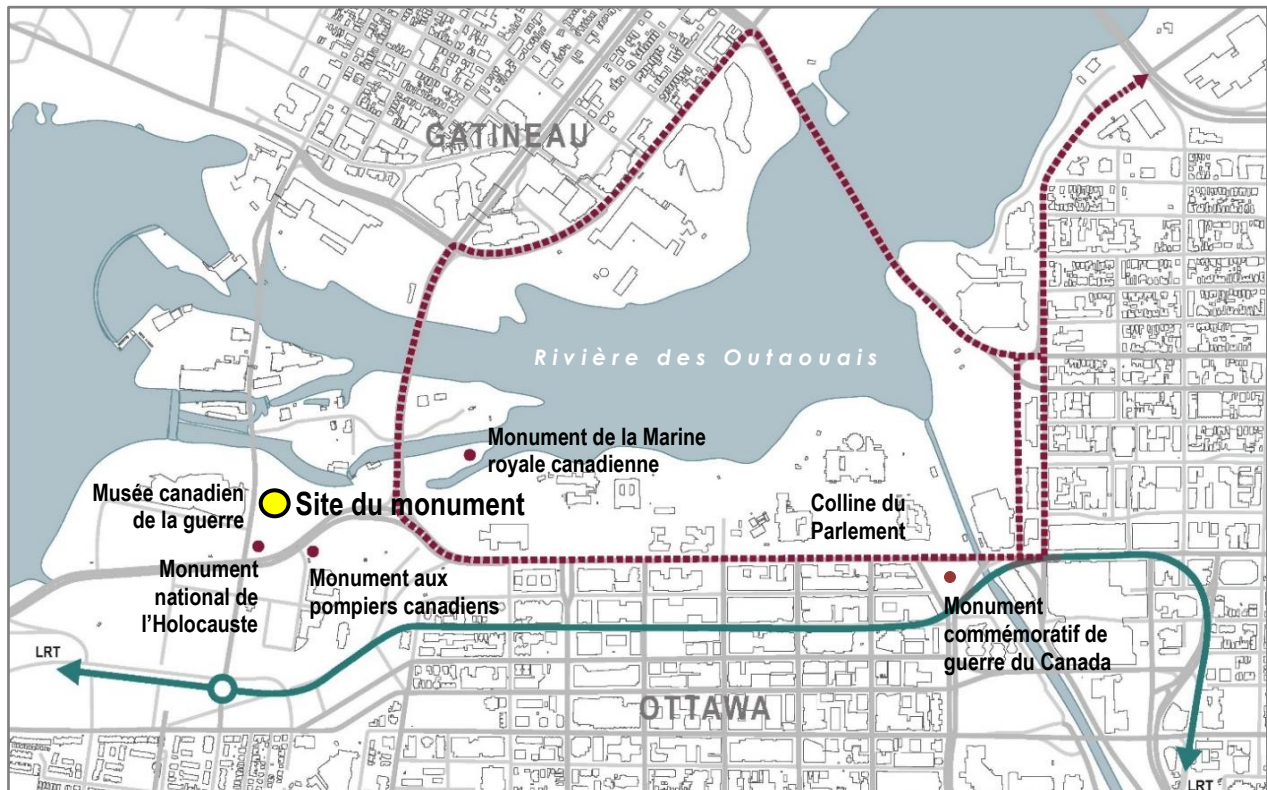 GATINEAU
Rivière des Outaouais
Monument de la Marine
royale canadienne
Musée canadien
de la guerre
Site du monument
Colline du
Parlement
Monument
national de
l’Holocauste
Monument aux
pompiers canadiens
Monument
commémoratif de
guerre du Canada
LRT
OTTAWA
LRT